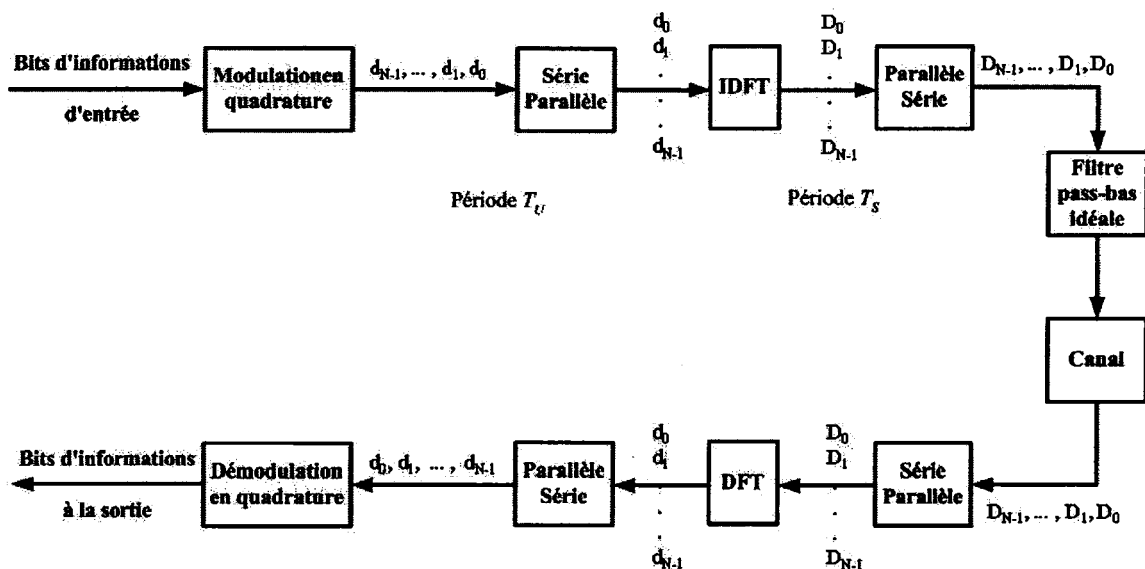 Bits d'informations
d'entrée
Modulationen
quadrature
d_{N-1}, ... , d_1, d_0
Série
Parallèle
d_0
d_1
.
.
d_{N-1}
IDFT
D_0
D_1
.
.
.
D_{N-1}
Parallèle
Série
D_{N-1}, ... , D_1, D_0
Période T_U
Période T_S
Filtre
pass-bas
idéale
Canal
Bits d'informations
à la sortie
Démodulation
en quadrature
d_0, d_1, ... , d_{N-1}
Parallèle
Série
d_0
d_1
.
.
.
d_{N-1}
DFT
D_0
D_1
.
.
.
D_{N-1}
Série
Parallèle
D_{N-1}, ... , D_1, D_0